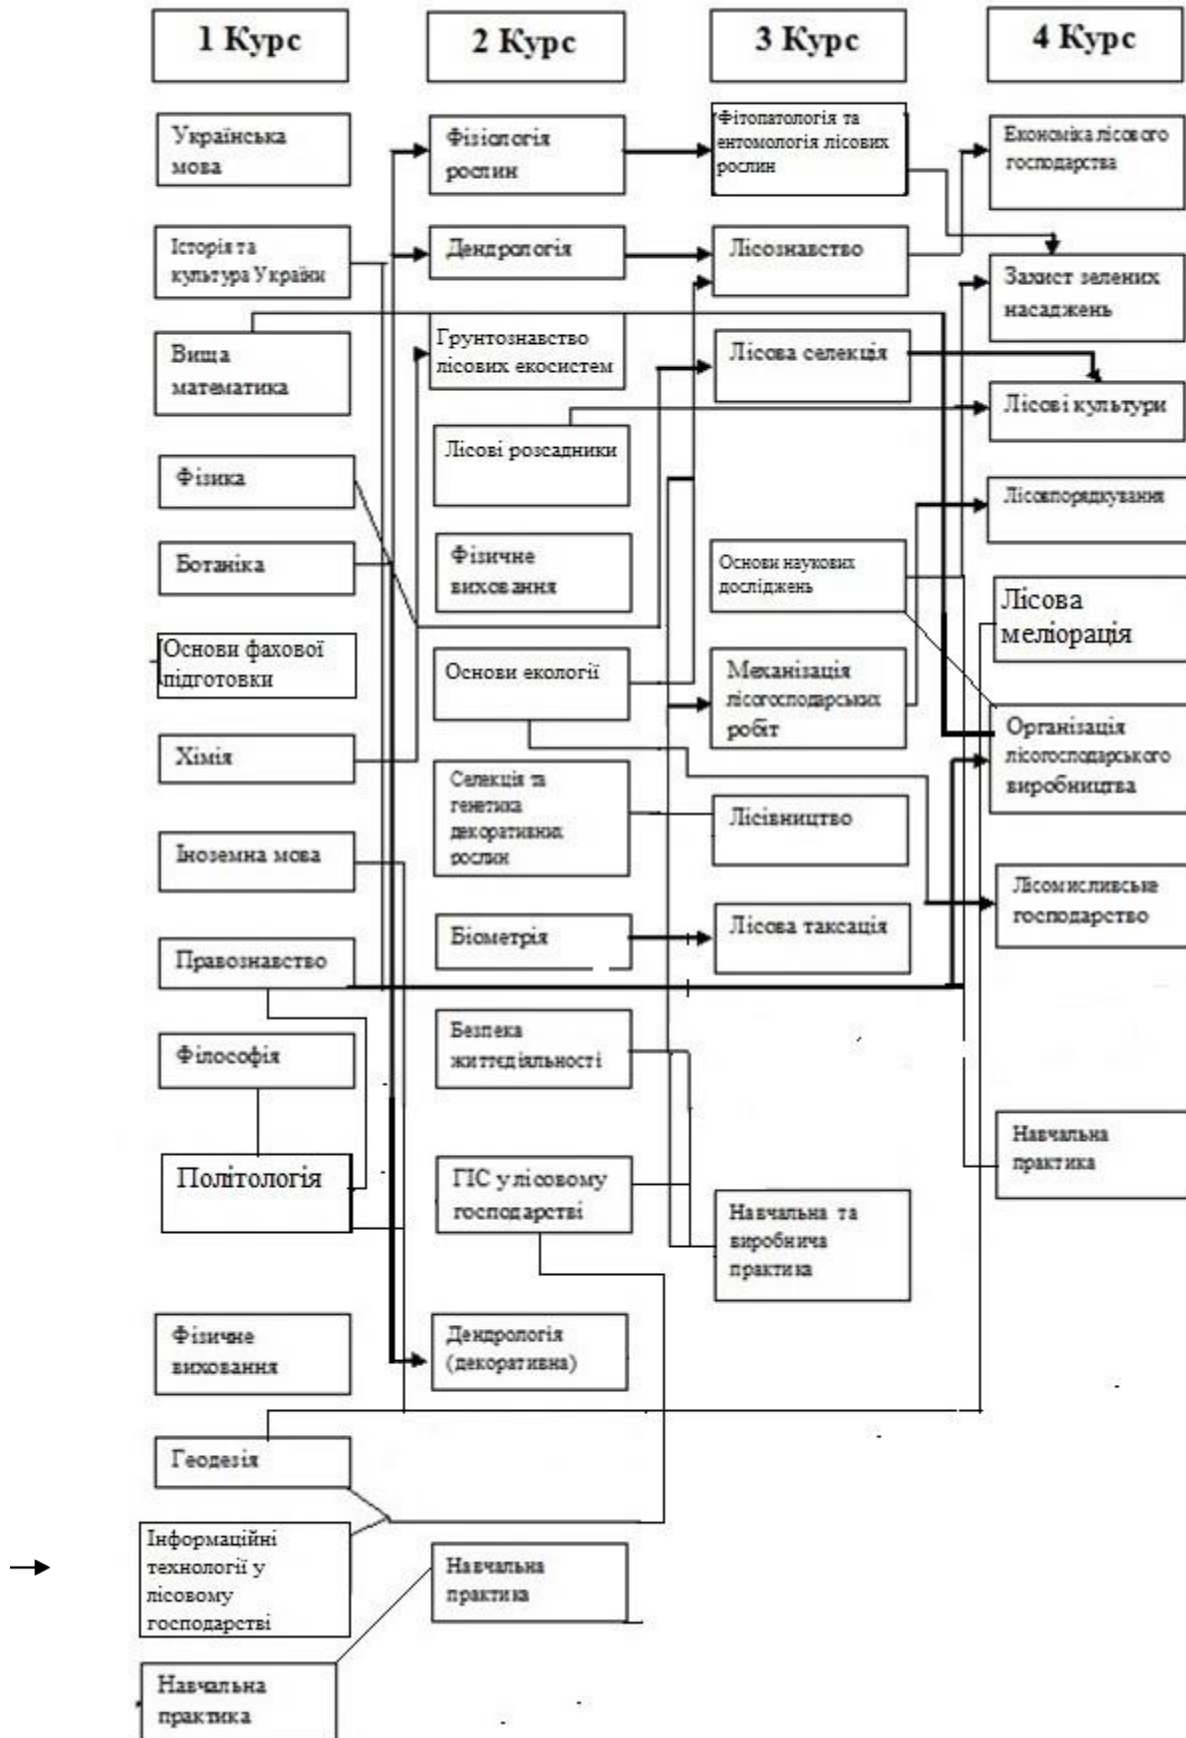 1 Курс
2 Курс
3 Курс
4 Курс
Українська
мова
Історія та
культура України
Вища
математика
Фізика
Ботаніка
Основи фахової
підготовки
Хімія
Іноземна мова
Правознавство
Філософія
Політологія
Фізичне
виховання
Геодезія
Інформаційні
технології у
лісовому
господарстві
Навчальна
практика
Фізіологія
рослин
Дендрологія
Грунтознавство
лісових екосистем
Лісові розсадники
Фізичне
виховання
Основи екології
Селекція та
генетика
декоративних
рослин
Біометрія
Безпека
життєдіяльності
ГІС у лісовому
господарстві
Дендрологія
(декоративна)
Навчальна
практика
Фітопатологія та
ентомологія лісових
рослин
Лісознавство
Лісова селекція
Основи наукових
досліджень
Механізація
лісогосподарських
робіт
Лісівництво
Лісова таксація
Навчальна та
виробнича
практика
Економіка лісового
господарства
Захист зелених
насаджень
Лісові культури
Лісовпорядкування
Лісова
меліорація
Організація
лісогосподарського
виробництва
Лісомисливське
господарство
Навчальна
практика